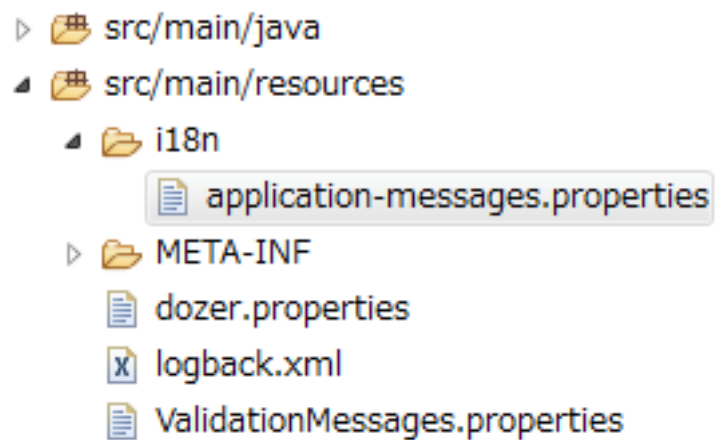 src/main/java
src/main/resources
i18n
application-messages.properties
META-INF
dozer.properties
logback.xml
ValidationMessages.properties